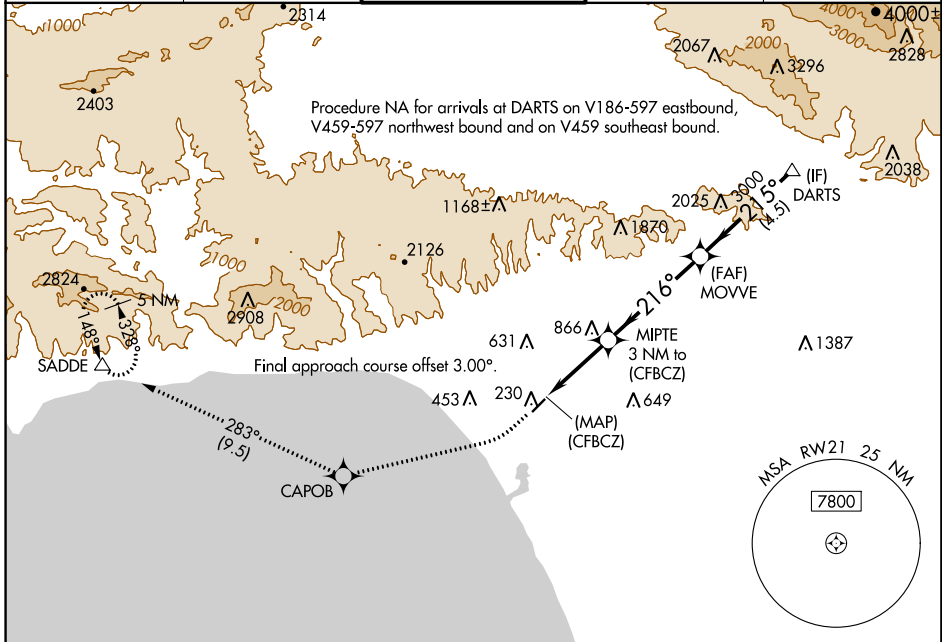 1000
2314
4000
4000±
3000
2828
2067
2000
3296
2403
Procedure NA for arrivals at DARTS on V186-597 eastbound,
V459-597 northwest bound and on V459 southeast bound.
2038
(IF)
DARTS
3000
215°
(4.5)
2025
1168±
1870
2126
1000
(FAF)
MOVVE
2824
5 NM
2000
2908
148°
328°
216°
866
MIPTE
3 NM to
(CFBCZ)
631
1387
SADDE
Final approach course offset 3.00°.
453
230
649
(MAP)
(CFBCZ)
283°
(9.5)
CAPOB
MSA RW21 25 NM
7800